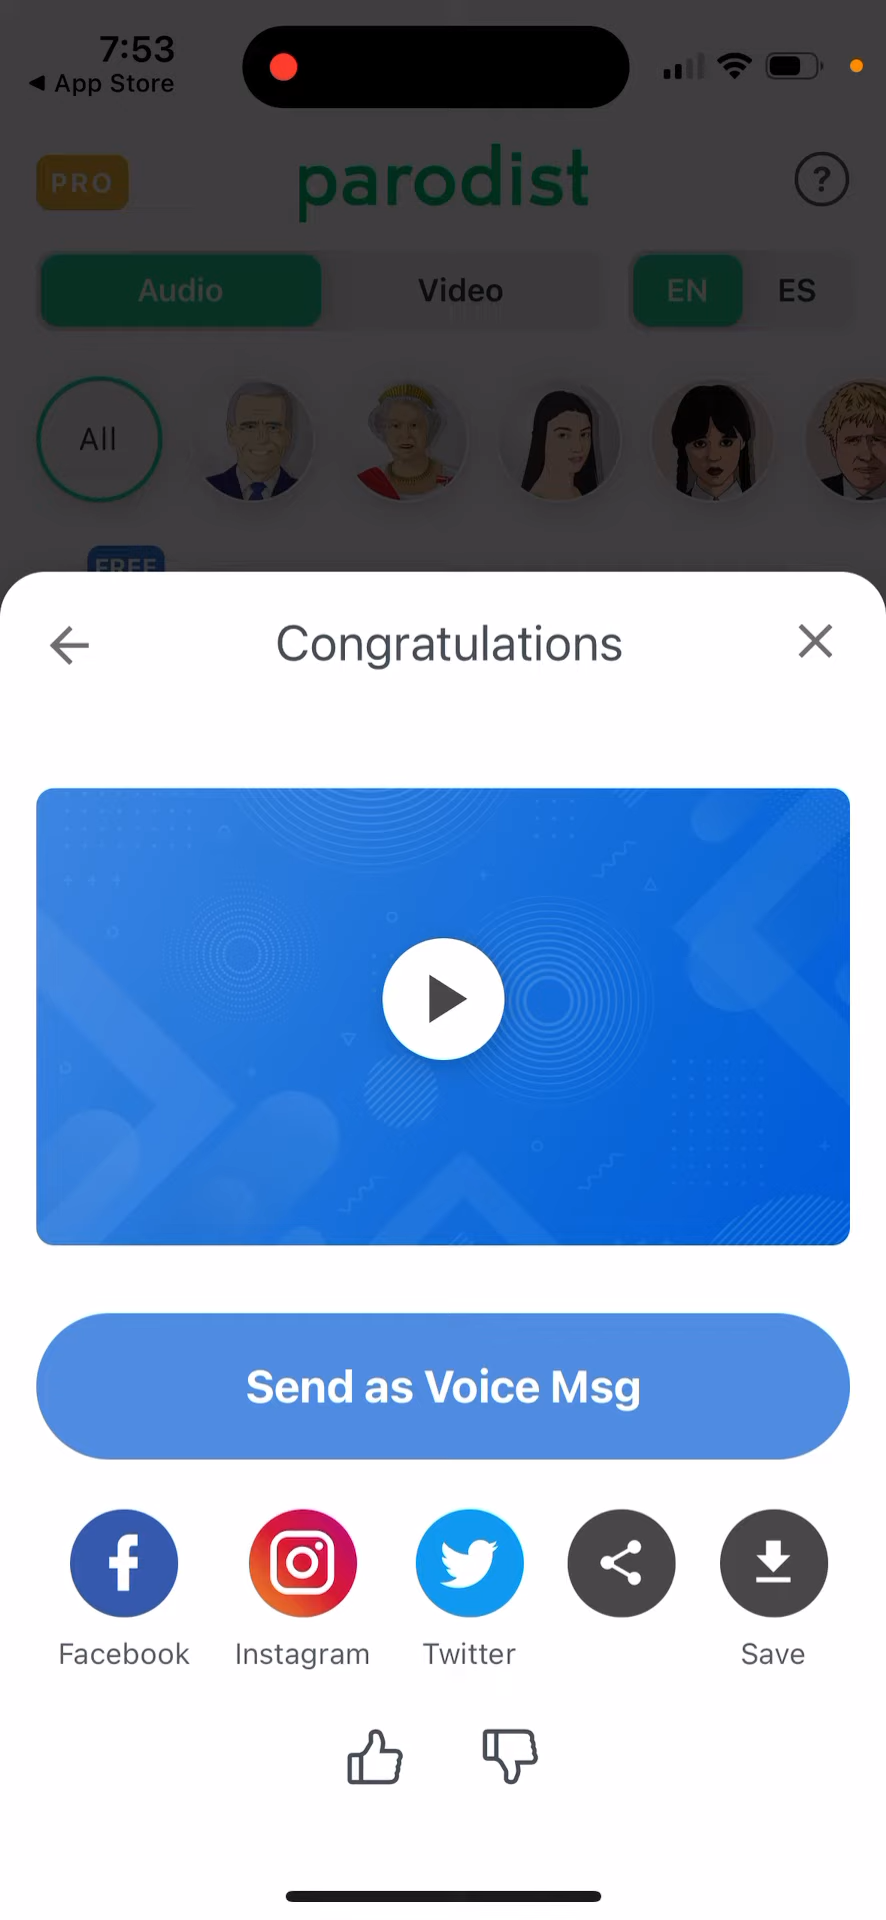 7:53
App Store
PRO
parodist
?
Audio
Video
EN
ES
All
FREE
Congratulations
Send as Voice Msg
Facebook
Instagram
Twitter
Save